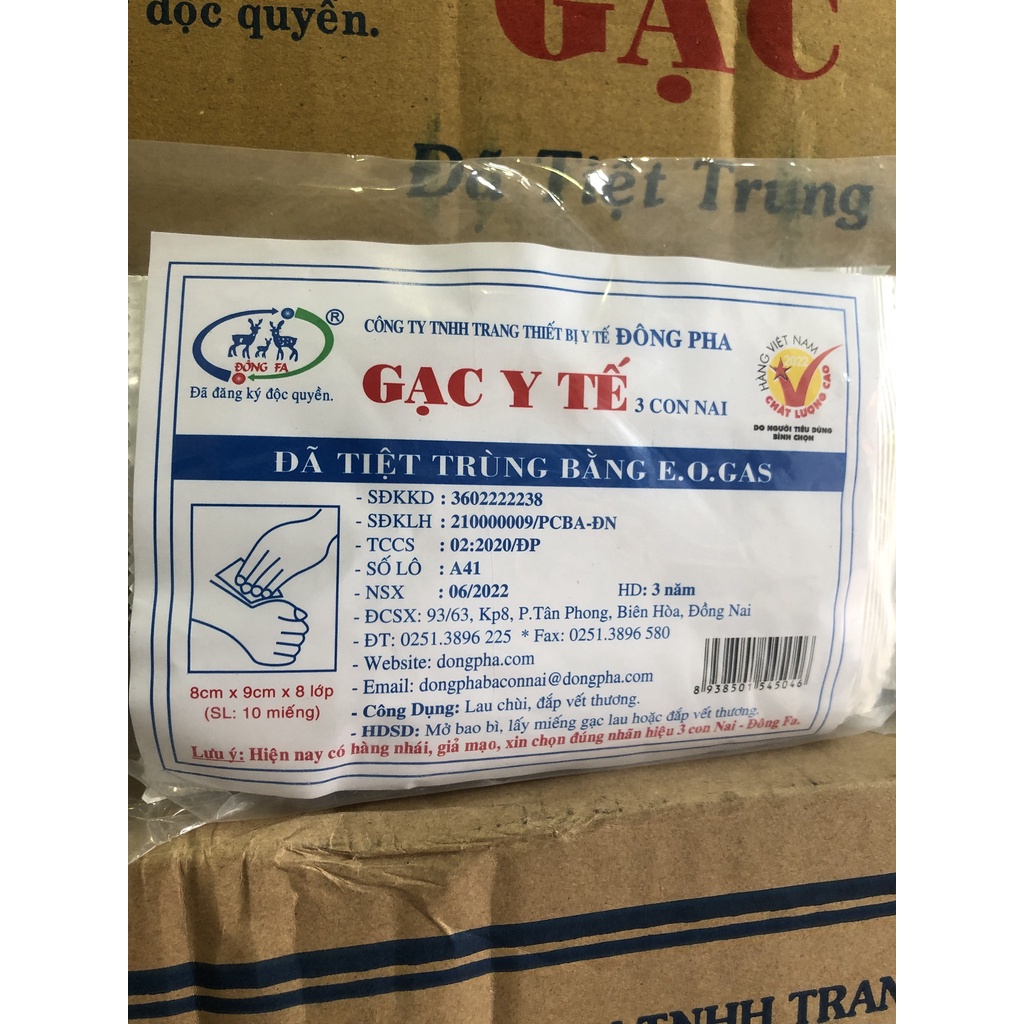 độc quyền.
GẠC
Đã Tiệt Trùng
ĐÔNG FA
®
Đã đăng ký độc quyền.
CÔNG TY TNHH TRANG THIẾT BỊ Y TẾ ĐÔNG PHA
GẠC Y TẾ 3 CON NAI
HÀNG VIỆT NAM
2022
CHẤT LƯỢNG CAO
DO NGƯỜI TIÊU DÙNG
BÌNH CHỌN
ĐÃ TIỆT TRÙNG BẰNG E.O.GAS
- SĐKKD : 3602222238
- SĐKLH : 210000009/PCBA-ĐN
- TCCS : 02:2020/ĐP
- SỐ LÔ : A41
- NSX : 06/2022 HD: 3 năm
- ĐCSX: 93/63, Kp8, P.Tân Phong, Biên Hòa, Đồng Nai
- ĐT: 0251.3896 225 * Fax: 0251.3896 580
- Website: dongpha.com
- Email: dongphabaconnai@dongpha.com
- Công Dụng: Lau chùi, đắp vết thương.
- HDSD: Mở bao bì, lấy miếng gạc lau hoặc đắp vết thương.
8cm x 9cm x 8 lớp
(SL: 10 miếng)
8 938501 545046
Lưu ý: Hiện nay có hàng nhái, giả mạo, xin chọn đúng nhãn hiệu 3 con Nai - Đông Fa.
TNHH TRAN